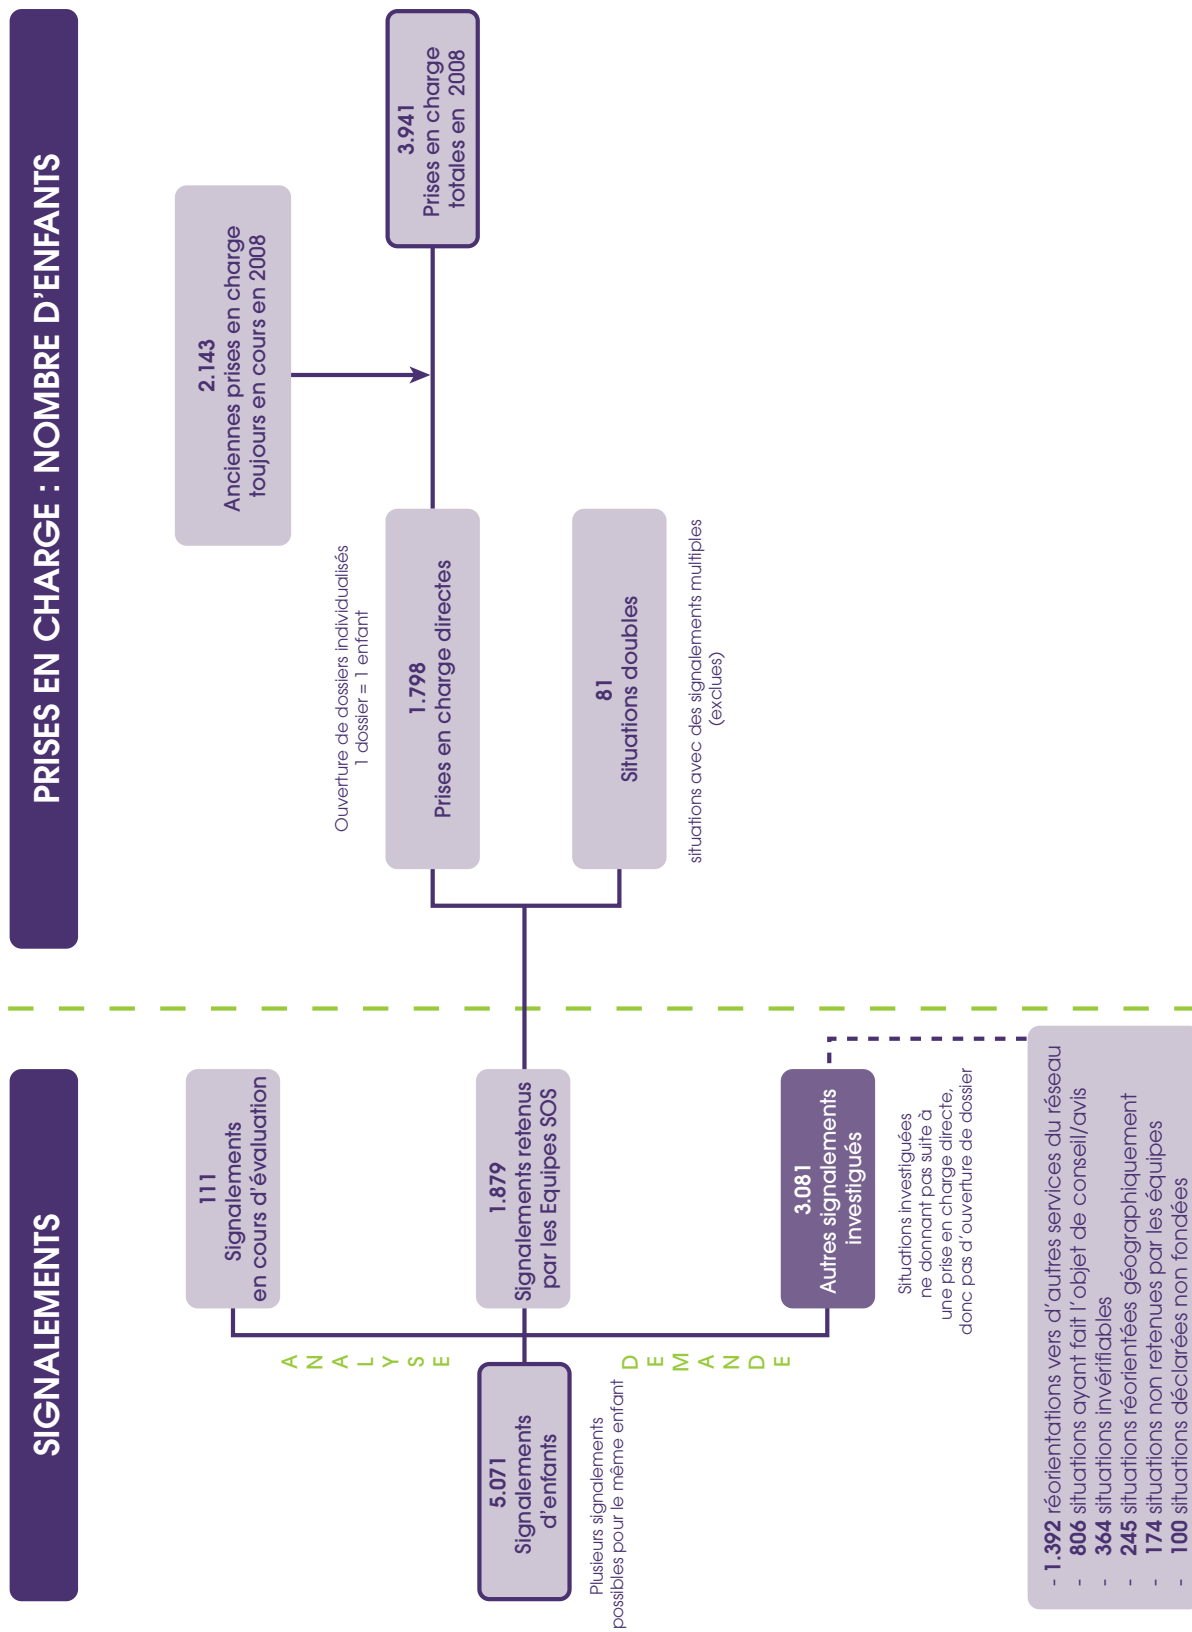 SIGNALEMENTS
PRISES EN CHARGE : NOMBRE D'ENFANTS
5.071
Signalements
d'enfants
Plusieurs signalements
possibles pour le même enfant
ANALYSE
DEMANDE
111
Signalements
en cours d'évaluation
1.879
Signalements retenus
par les Equipes SOS
3.081
Autres signalements
investigués
Situations investiguées
ne donnant pas suite à
une prise en charge directe,
donc pas d'ouverture de dossier
- 1.392 réorientations vers d'autres services du réseau
- 806 situations ayant fait l'objet de conseil/avis
- 364 situations invérifiables
- 245 situations réorientées géographiquement
- 174 situations non retenues par les équipes
- 100 situations déclarées non fondées
Ouverture de dossiers individualisés
1 dossier = 1 enfant
1.798
Prises en charge directes
81
Situations doubles
situations avec des signalements multiples
(exclues)
2.143
Anciennes prises en charge
toujours en cours en 2008
3.941
Prises en charge
totales en 2008